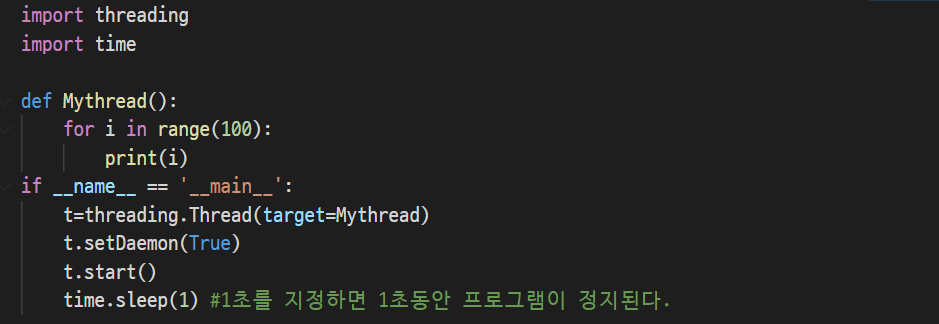 import threading
import time
def Mythread():
for i in range(100):
print(i)
if __name__ == '__main__':
t=threading.Thread(target=Mythread)
t.setDaemon(True)
t.start()
time.sleep(1) #1초를 지정하면 1초동안 프로그램이 정지된다.